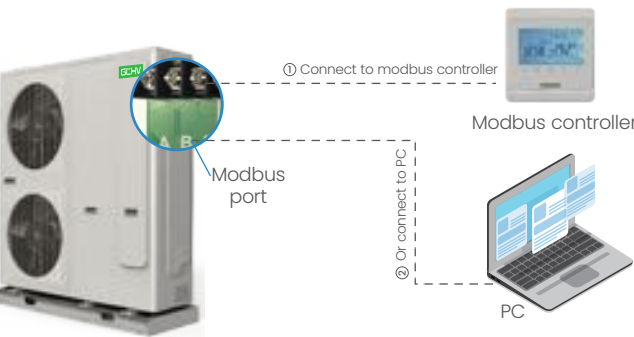 GCHV
① Connect to modbus controller
Modbus controller
A B
Modbus
port
② Or connect to PC
PC